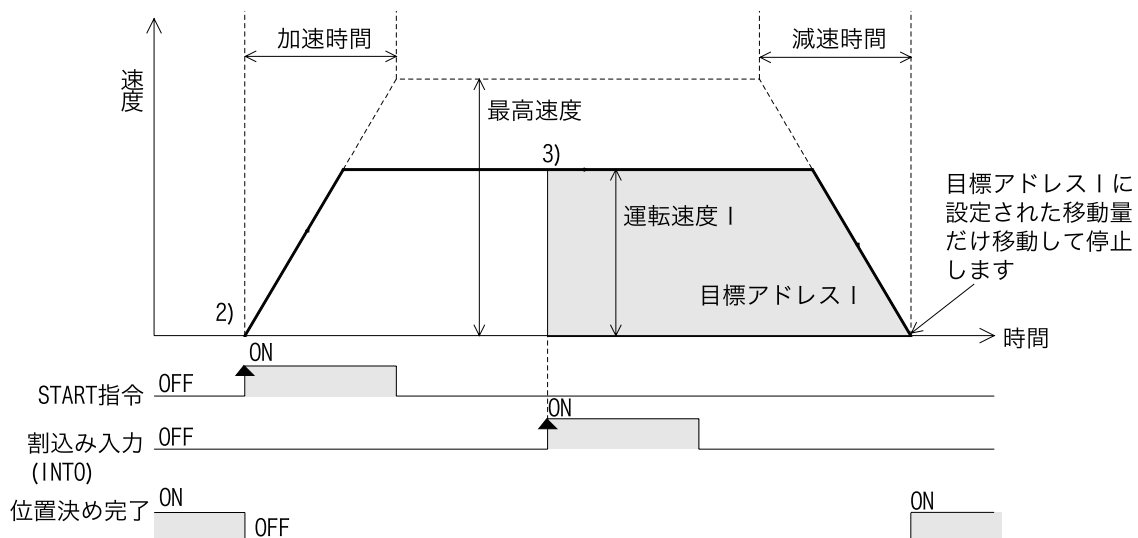 加速時間
減速時間
速度
最高速度
3)
運転速度Ⅰ
目標アドレスⅠに
設定された移動量
だけ移動して停止
します
目標アドレスⅠ
2)
時間
ON
START指令
OFF
ON
割込み入力
(INT0)
OFF
位置決め完了
ON
OFF
ON